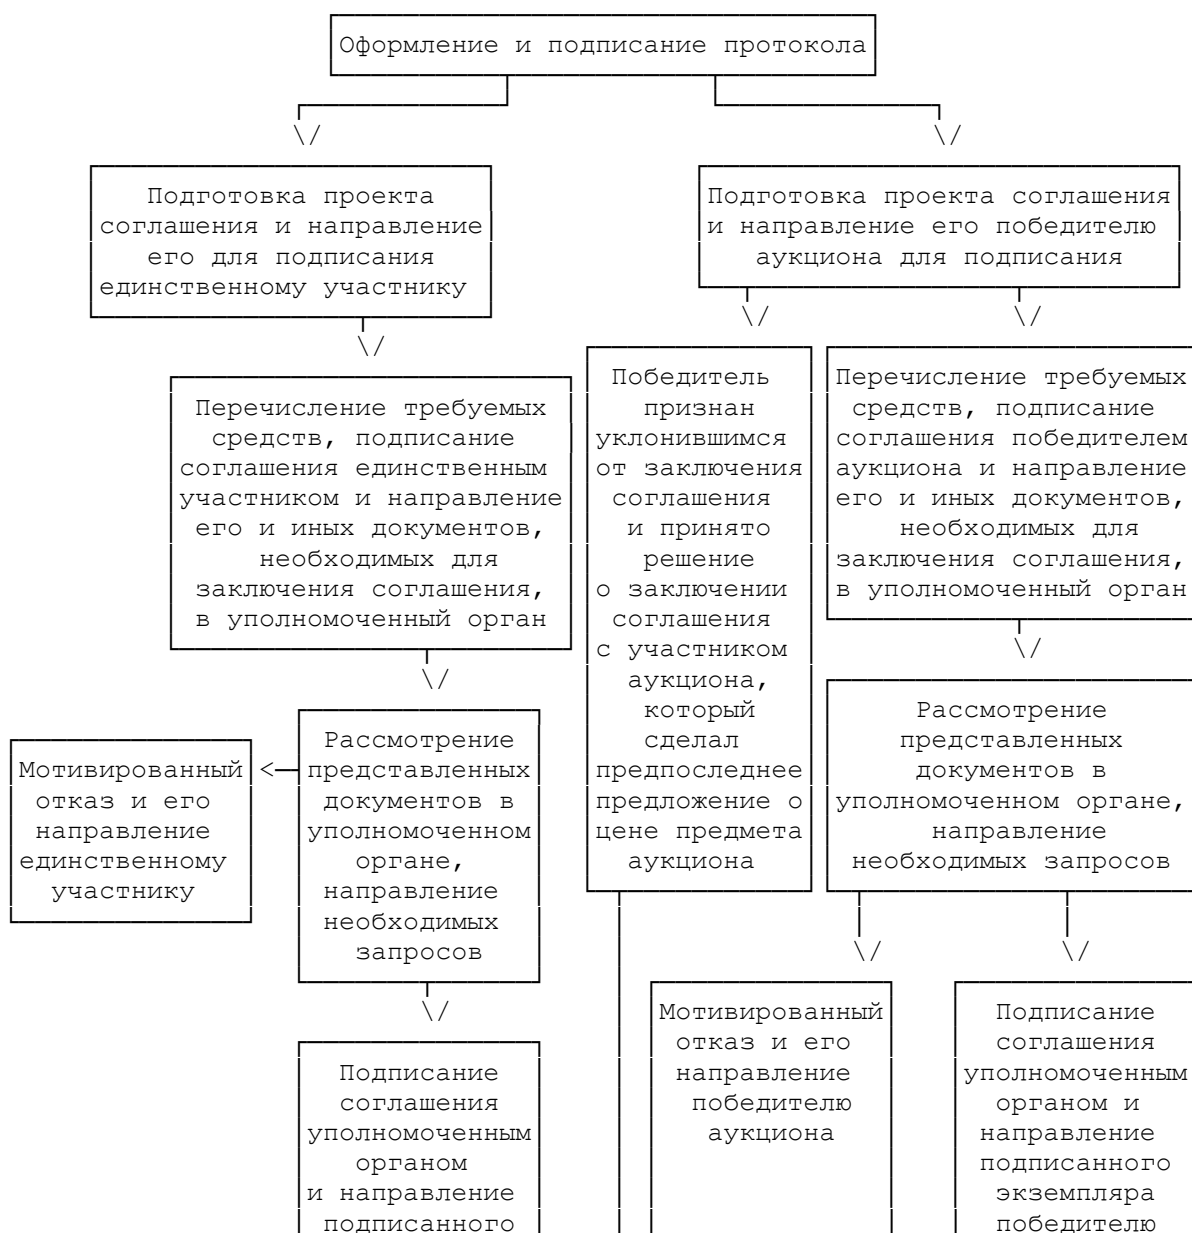 Оформление и подписание протокола
Подготовка проекта
соглашения и направление
его для подписания
единственному участнику
Подготовка проекта соглашения
и направление его победителю
аукциона для подписания
Перечисление требуемых
средств, подписание
соглашения единственным
участником и направление
его и иных документов,
необходимых для
заключения соглашения,
в уполномоченный орган
Победитель
признан
уклонившимся
от заключения
соглашения
и принято
решение
о заключении
соглашения
с участником
аукциона,
который
сделал
предпоследнее
предложение о
цене предмета
аукциона
Перечисление требуемых
средств, подписание
соглашения победителем
аукциона и направление
его и иных документов,
необходимых для
заключения соглашения,
в уполномоченный орган
Мотивированный
отказ и его
направление
единственному
участнику
Рассмотрение
представленных
документов в
уполномоченном
органе,
направление
необходимых
запросов
Рассмотрение
представленных
документов в
уполномоченном органе,
направление
необходимых запросов
Подписание
соглашения
уполномоченным
органом
и направление
подписанного
Мотивированный
отказ и его
направление
победителю
аукциона
Подписание
соглашения
уполномоченным
органом и
направление
подписанного
экземпляра
победителю